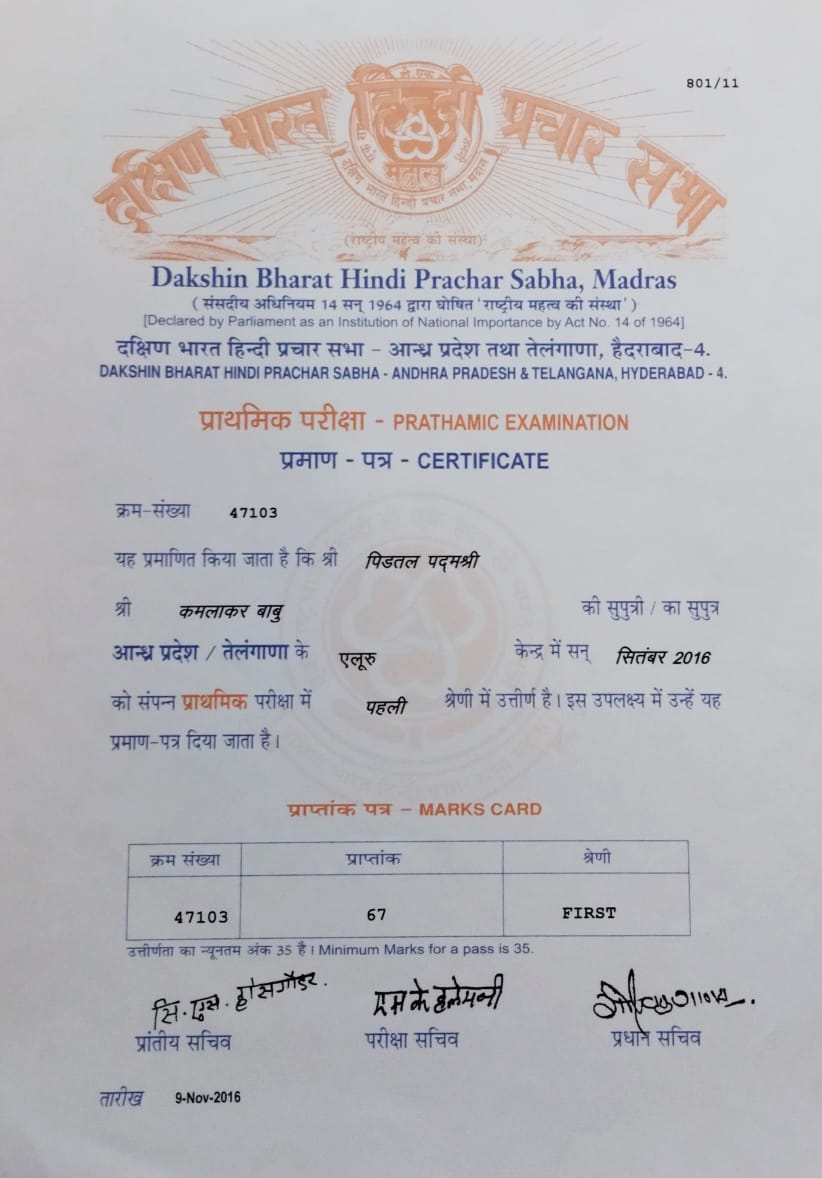 801/11
दक्षिण भारत हिन्दी प्रचार सभा
मद्रास
दक्षिण भारत हिन्दी प्रचार सभा, मद्रास
(राष्ट्रीय महत्व की संस्था)
Dakshin Bharat Hindi Prachar Sabha, Madras
( संसदीय अधिनियम 14 सन् 1964 द्वारा घोषित 'राष्ट्रीय महत्व की संस्था' )
[Declared by Parliament as an Institution of National Importance by Act No. 14 of 1964]
दक्षिण भारत हिन्दी प्रचार सभा - आन्ध्र प्रदेश तथा तेलंगाणा, हैदराबाद-4.
DAKSHIN BHARAT HINDI PRACHAR SABHA - ANDHRA PRADESH & TELANGANA, HYDERABAD - 4.
प्राथमिक परीक्षा - PRATHAMIC EXAMINATION
प्रमाण - पत्र - CERTIFICATE
क्रम-संख्या 47103
यह प्रमाणित किया जाता है कि श्री पिडतल पद्मश्री
श्री कमलाकर बाबु की सुपुत्री / का सुपुत्र
आन्ध्र प्रदेश / तेलंगाणा के एलूरु केन्द्र में सन् सितंबर 2016
को संपन्न प्राथमिक परीक्षा में पहली श्रेणी में उत्तीर्ण है। इस उपलक्ष्य में उन्हें यह
प्रमाण-पत्र दिया जाता है।
प्राप्तांक पत्र – MARKS CARD
क्रम संख्या प्राप्तांक श्रेणी
47103 67 FIRST
उत्तीर्णता का न्यूनतम अंक 35 है। Minimum Marks for a pass is 35.
सि. एस. होसगौडर.
प्रांतीय सचिव परीक्षा सचिव प्रधान सचिव
तारीख 9-Nov-2016